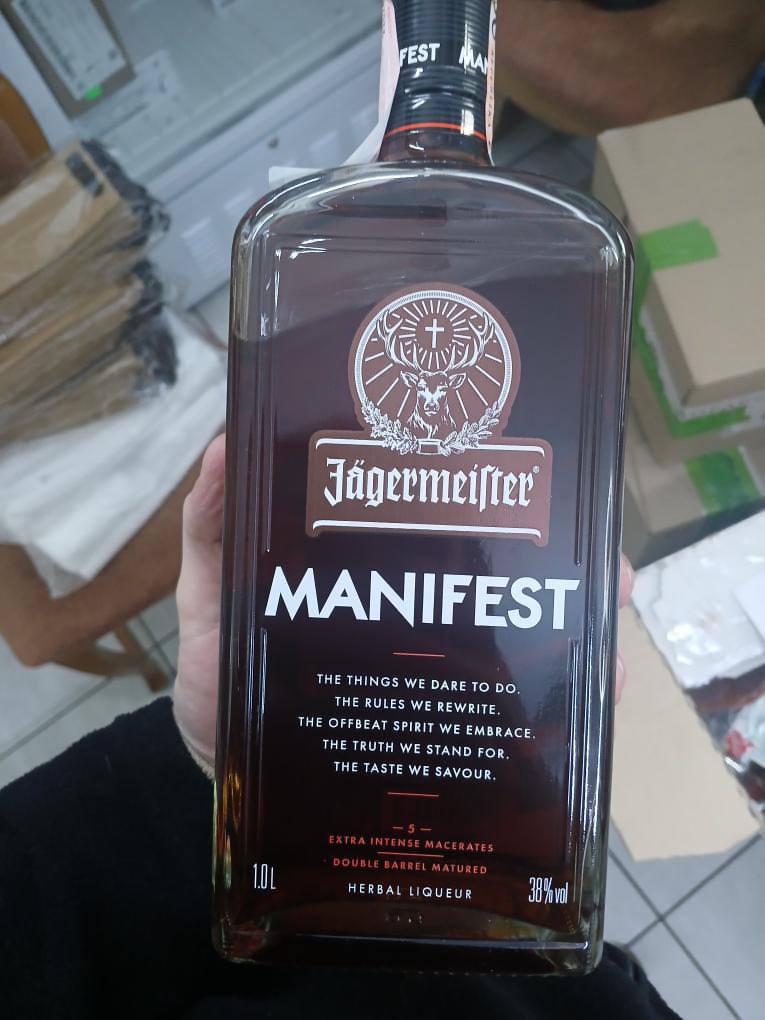 FEST MAN
Jägermeiſter®
MANIFEST
THE THINGS WE DARE TO DO.
THE RULES WE REWRITE.
THE OFFBEAT SPIRIT WE EMBRACE.
THE TRUTH WE STAND FOR.
THE TASTE WE SAVOUR.
— 5 —
EXTRA INTENSE MACERATES
DOUBLE BARREL MATURED
1.0 L
HERBAL LIQUEUR
38% vol